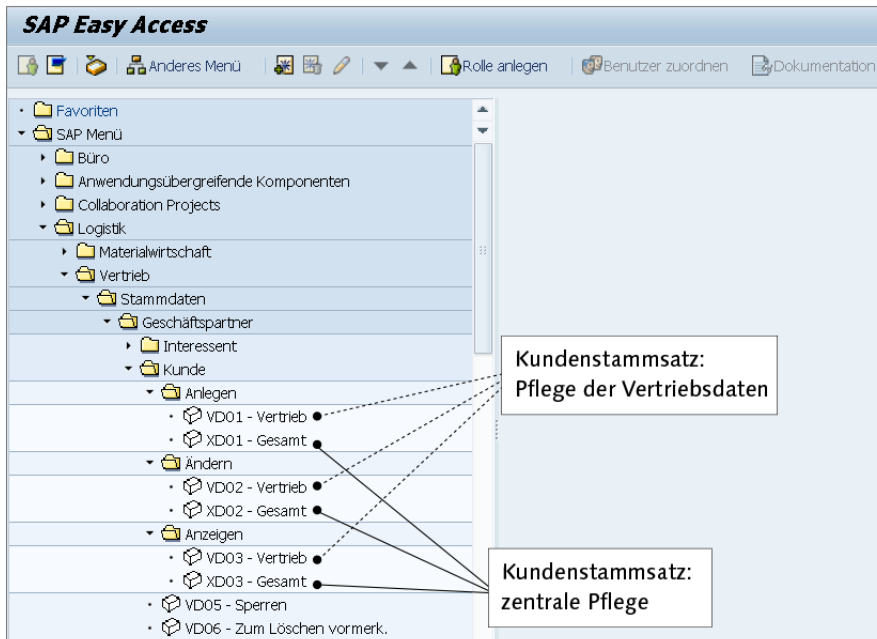 SAP Easy Access
Anderes Menü Rolle anlegen Benutzer zuordnen Dokumentation
Favoriten
SAP Menü
Büro
Anwendungsübergreifende Komponenten
Collaboration Projects
Logistik
Materialwirtschaft
Vertrieb
Stammdaten
Geschäftspartner
Interessent
Kunde
Anlegen
VD01 - Vertrieb
XD01 - Gesamt
Ändern
VD02 - Vertrieb
XD02 - Gesamt
Anzeigen
VD03 - Vertrieb
XD03 - Gesamt
VD05 - Sperren
VD06 - Zum Löschen vormerk.
Kundenstammsatz:
Pflege der Vertriebsdaten
Kundenstammsatz:
zentrale Pflege